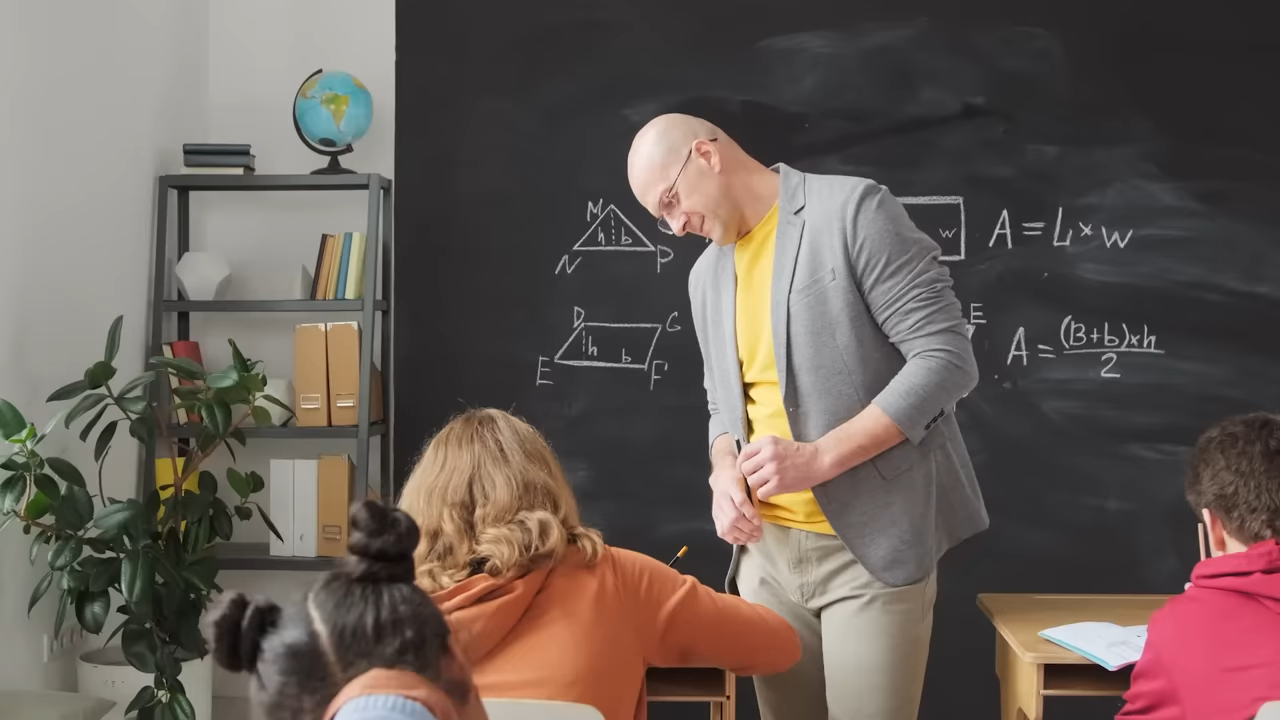 M
h b
N P
w
A = L × w
D G
h b
E F
E
A = (B+b)×h
2